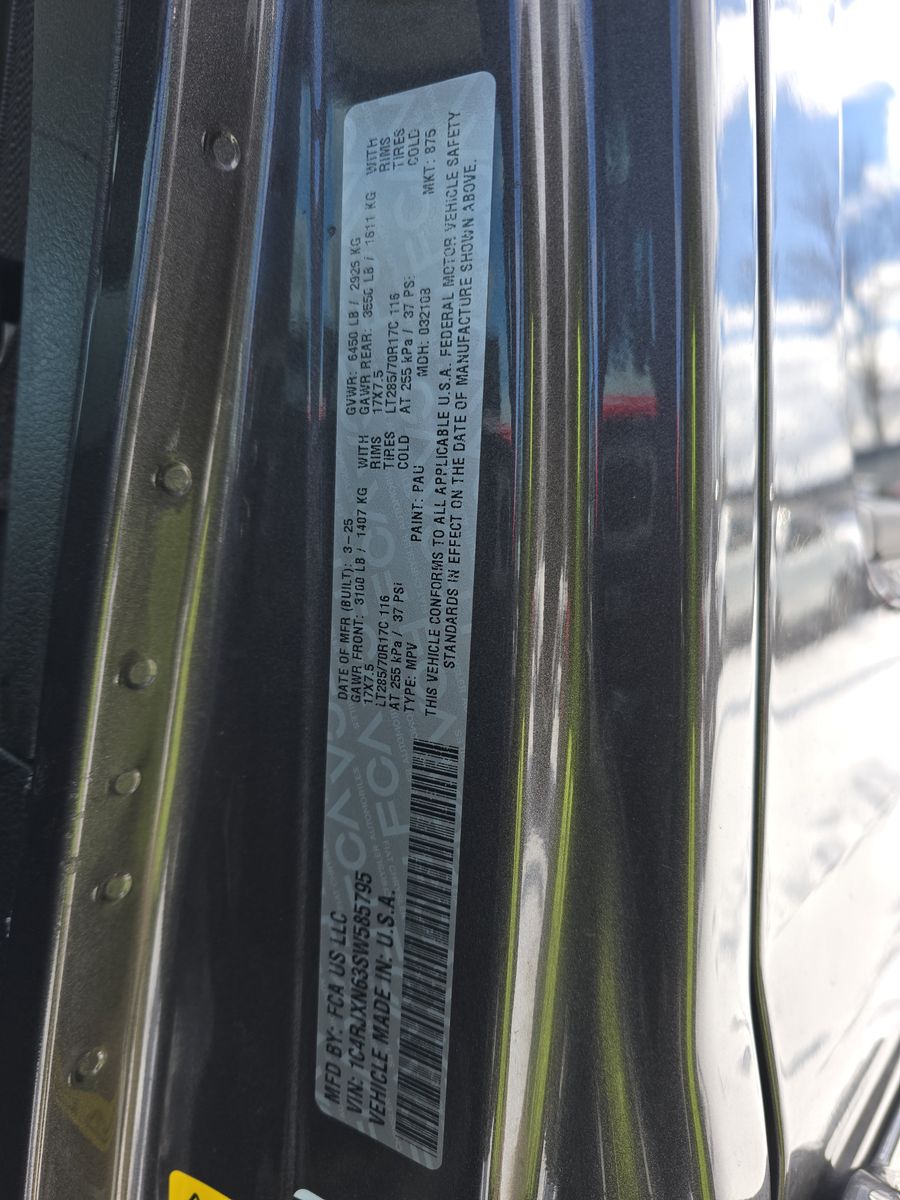 MFD BY: FCA US LLC
VIN: 1C4RJXN63SW585795
VEHICLE MADE IN: U.S.A.
DATE OF MFR (BUILT): 3-25 GVWR: 6450 LB / 2925 KG
GAWR FRONT: 3100 LB / 1407 KG WITH GAWR REAR: 3550 LB / 1611 KG WITH
17X7.5 RIMS 17X7.5 RIMS
LT285/70R17C 116 TIRES LT285/70R17C 116 TIRES
AT 255 kPa / 37 PSi COLD AT 255 kPa / 37 PSi COLD
TYPE: MPV PAINT: PAU MDH: 032108 MKT: 875
THIS VEHICLE CONFORMS TO ALL APPLICABLE U.S.A. FEDERAL MOTOR VEHICLE SAFETY
STANDARDS IN EFFECT ON THE DATE OF MANUFACTURE SHOWN ABOVE.